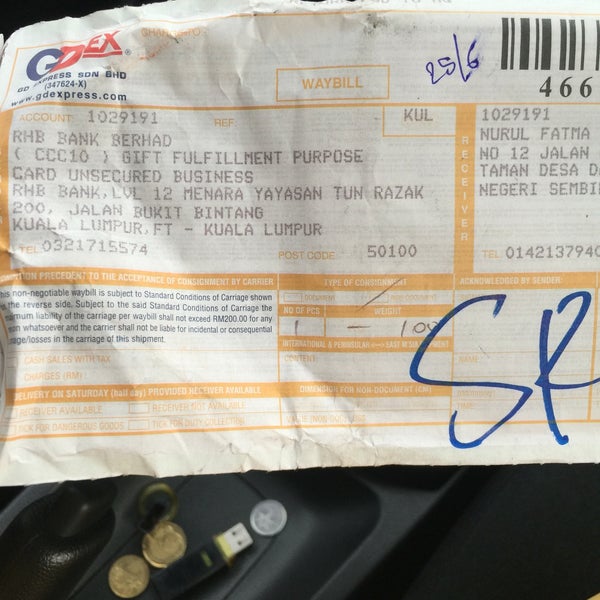 GDEX
GD EXPRESS SDN BHD
(347624-X)
www.gdexpress.com
WAYBILL
25/6
466
ACCOUNT: 1029191
REF:
KUL
RHB BANK BERHAD
( CCC10 ) GIFT FULFILLMENT PURPOSE
CARD UNSECURED BUSINESS
RHB BANK,LVL 12 MENARA YAYASAN TUN RAZAK
200, JALAN BUKIT BINTANG
KUALA LUMPUR,FT - KUALA LUMPUR
TEL 0321715574
POST CODE: 50100
RECEIVER
1029191
NURUL FATMA
NO 12 JALAN
TAMAN DESA
NEGERI SEMBI
TEL 0142137940
PRECEDENT TO THE ACCEPTANCE OF CONSIGNMENT BY CARRIER
This non-negotiable waybill is subject to Standard Conditions of Carriage shown
the reverse side. Subject to the said Standard Conditions of Carriage the
liability of the carriage per waybill shall not exceed RM200.00 for any
whatsoever and the carrier shall not be liable for incidental or consequential
losses in the carriage of this shipment.
CASH SALES WITH TAX
CHARGES (RM)
DELIVERY ON SATURDAY (half day) PROVIDED RECEIVER AVAILABLE
RECEIVER AVAILABLE
RECEIVER NOT AVAILABLE
TICK FOR DANGEROUS GOODS
TICK FOR DUTY COLLECTION
TYPE OF CONSIGNMENT
DOCUMENT
NO OF PCS
WEIGHT
1
INTERNATIONAL & PENINSULAR <--> EAST M'SIA
CONTENT
DIMENSION FOR NON-DOCUMENT (CM)
ACKNOWLEDGED BY SENDER
NAME
TIME